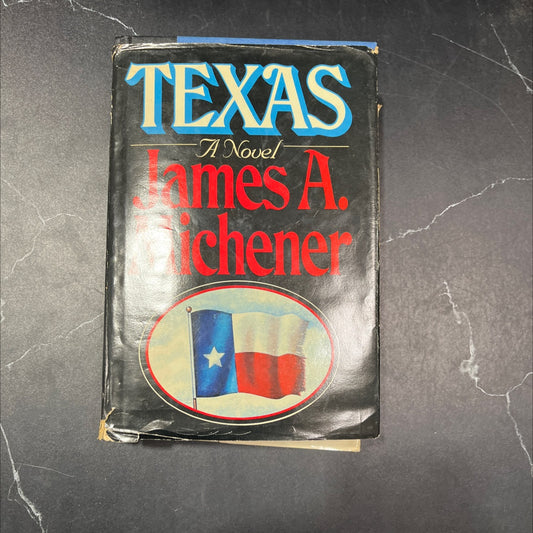 TEXAS
A Novel
James A.
Michener